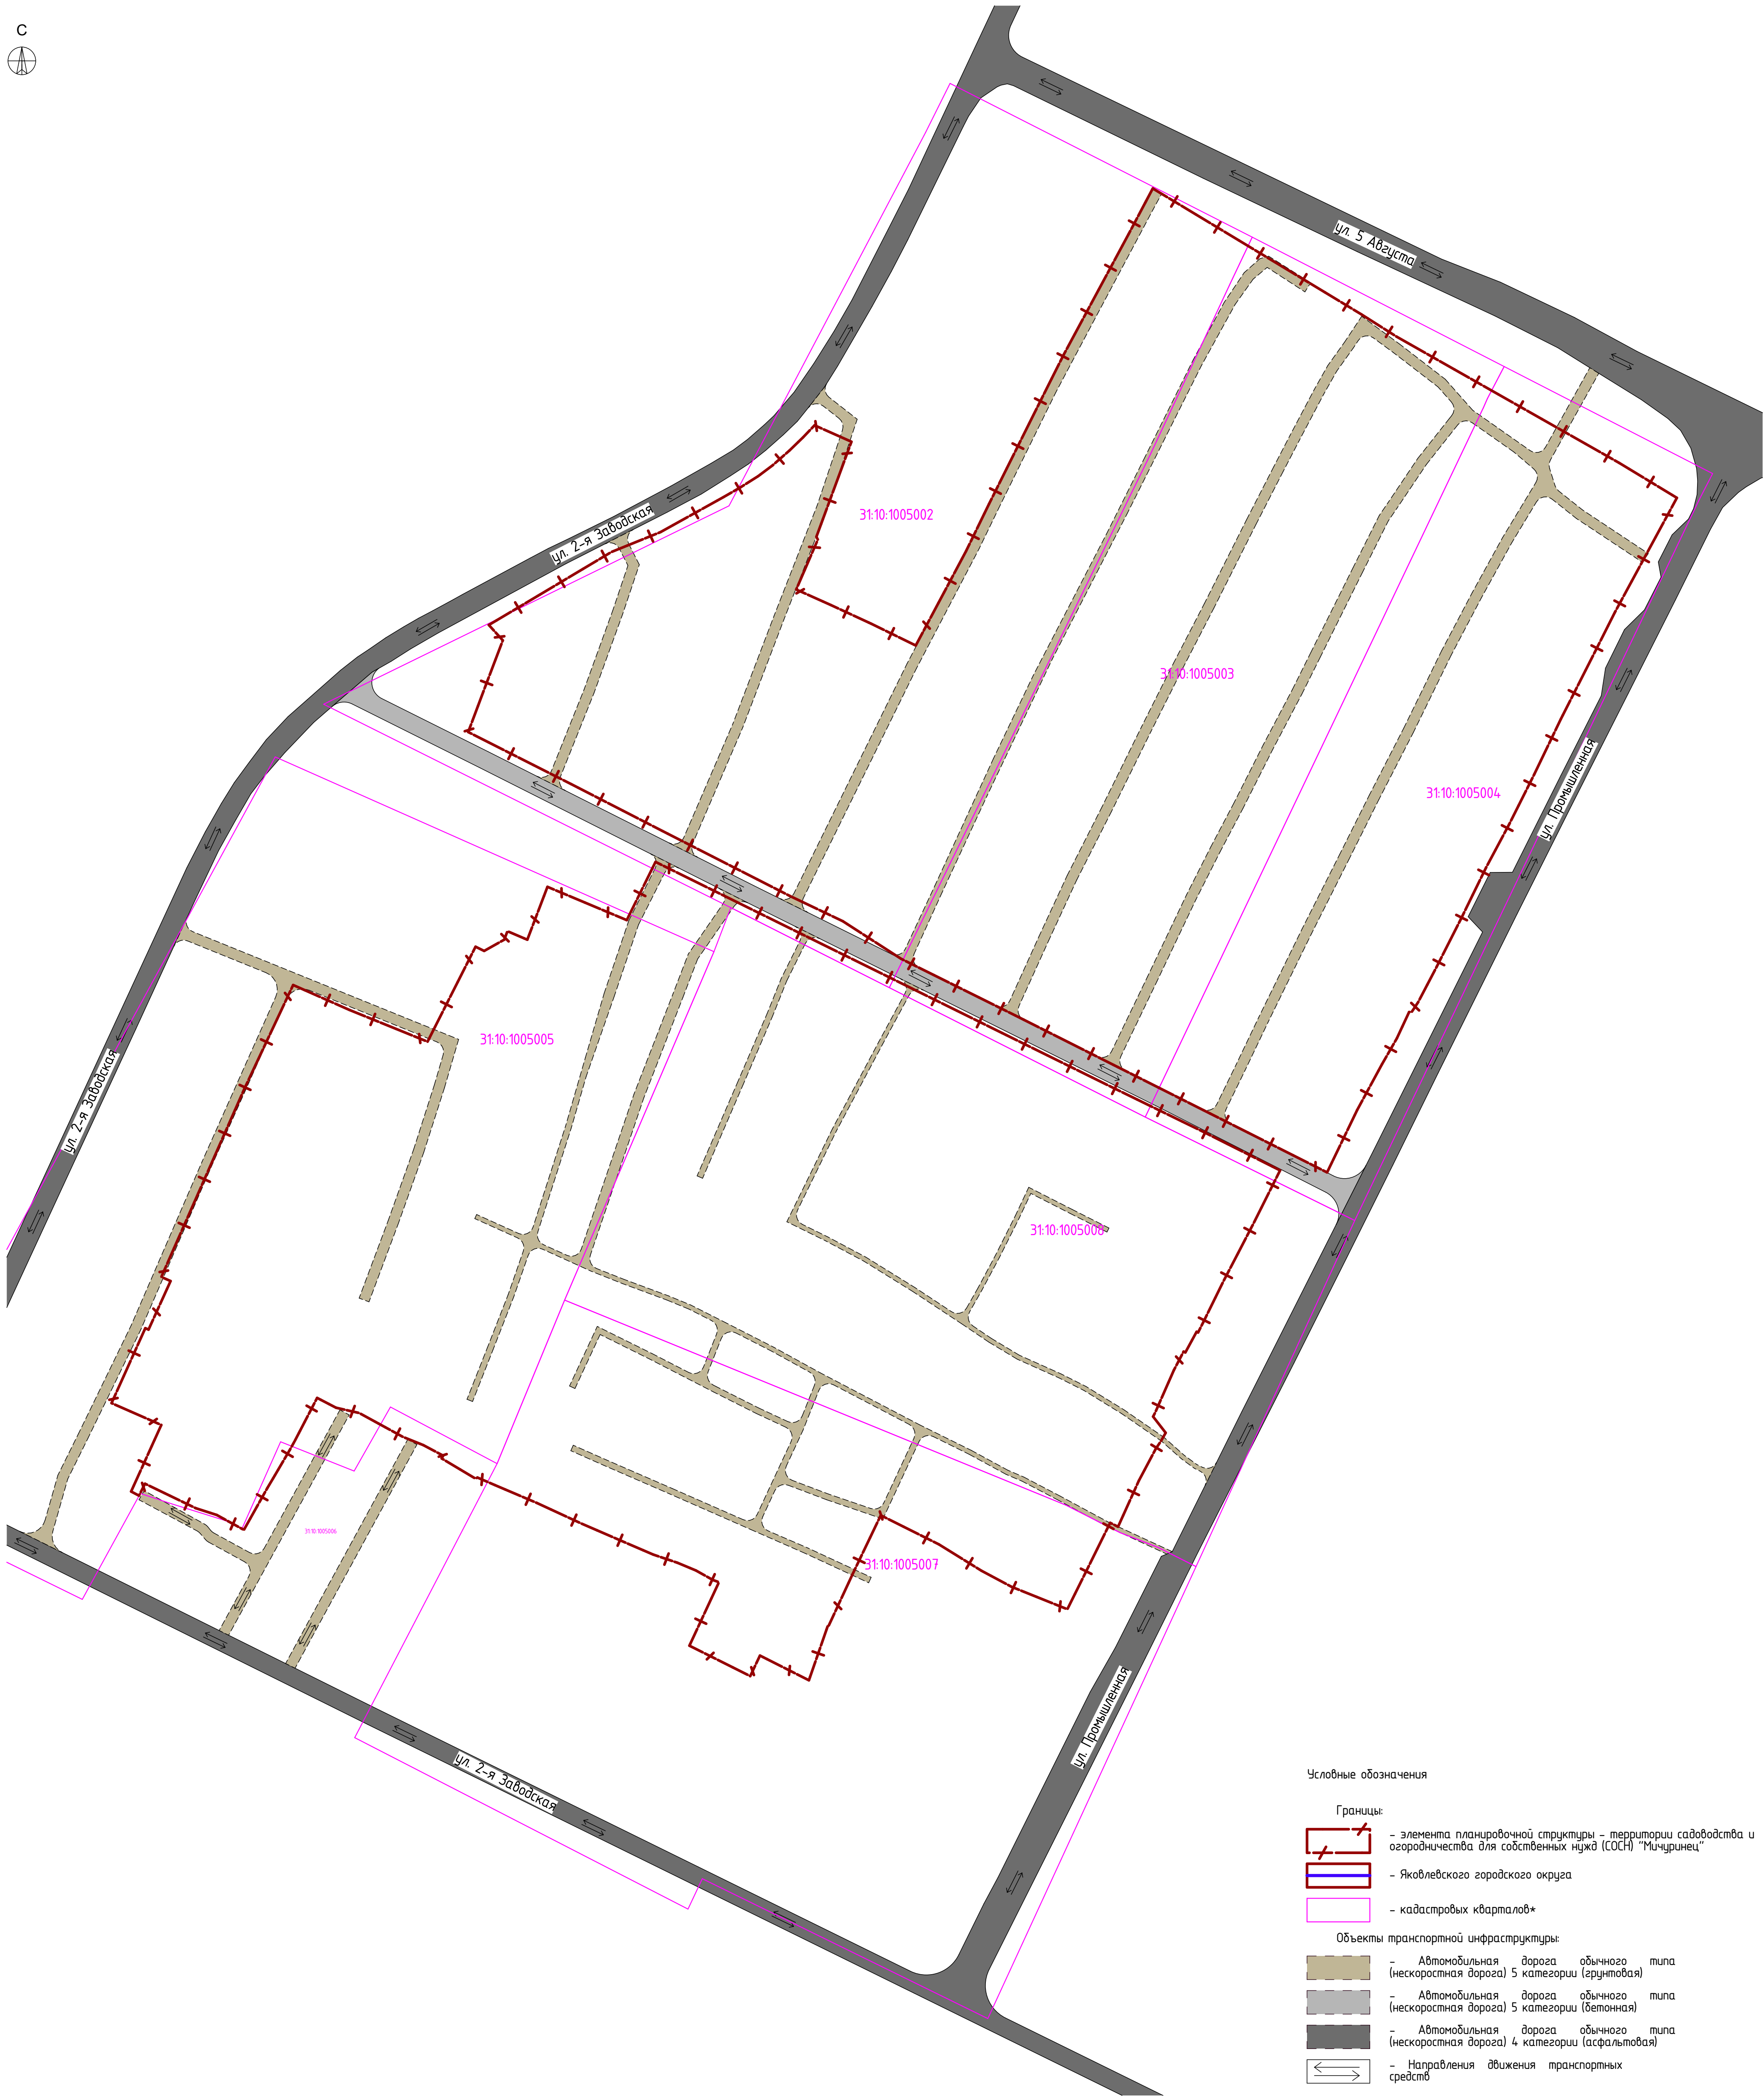 С
ул. 5 Августа
31:10:1005002
ул. 2-я Заводская
31:10:1005003
31:10:1005004
ул. Промышленная
31:10:1005005
ул. 2-я Заводская
31:10:1005008
31:10:1005006
31:10:1005007
ул. Промышленная
ул. 2-я Заводская
Условные обозначения
Границы:
- элемента планировочной структуры - территории садоводства и
огородничества для собственных нужд (СОСН) "Мичуринец"
- Яковлевского городского округа
- кадастровых кварталов*
Объекты транспортной инфраструктуры:
- Автомобильная дорога обычного типа
(нескоростная дорога) 5 категории (грунтовая)
- Автомобильная дорога обычного типа
(нескоростная дорога) 5 категории (бетонная)
- Автомобильная дорога обычного типа
(нескоростная дорога) 4 категории (асфальтовая)
- Направления движения транспортных
средств